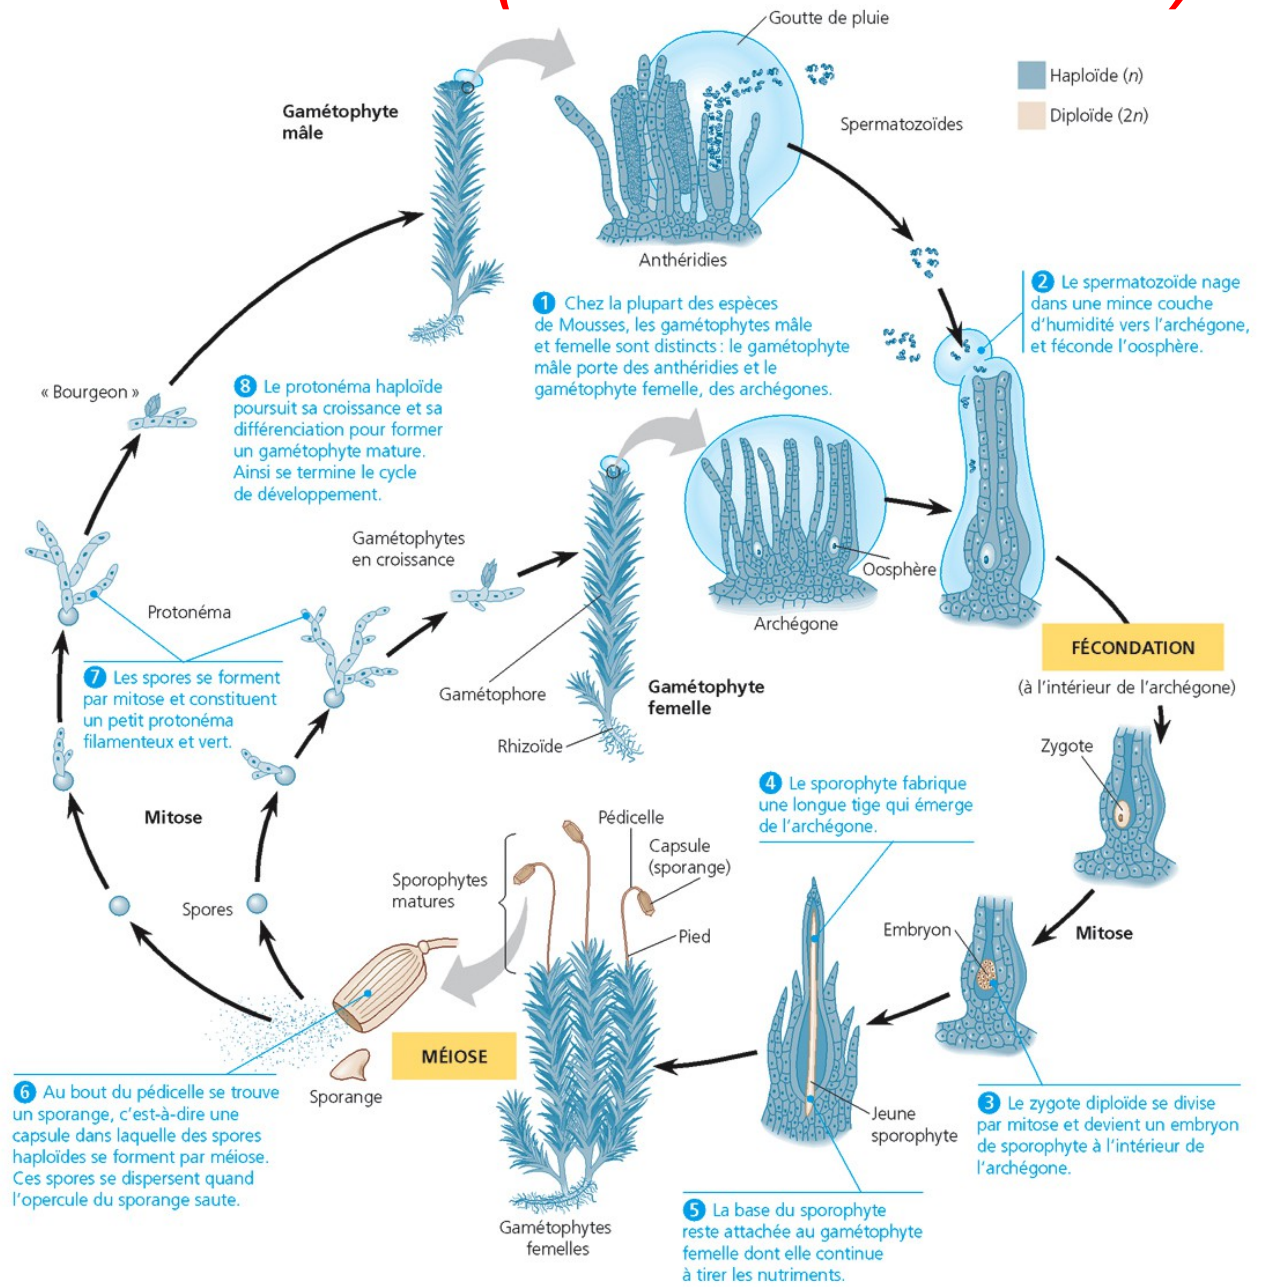 Goutte de pluie
Haploïde (n)
Diploïde (2n)
Gamétophyte
mâle
Spermatozoïdes
Anthéridies
1 Chez la plupart des espèces
de Mousses, les gamétophytes mâle
et femelle sont distincts : le gamétophyte
mâle porte des anthéridies et le
gamétophyte femelle, des archégones.
2 Le spermatozoïde nage
dans une mince couche
d’humidité vers l’archégone,
et féconde l’oosphère.
« Bourgeon »
8 Le protonéma haploïde
poursuit sa croissance et sa
différenciation pour former
un gamétophyte mature.
Ainsi se termine le cycle
de développement.
Gamétophytes
en croissance
Oosphère
Archégone
Protonéma
7 Les spores se forment
par mitose et constituent
un petit protonéma
filamenteux et vert.
Gamétophore
Gamétophyte
femelle
Rhizoïde
FÉCONDATION
(à l’intérieur de l’archégone)
Zygote
4 Le sporophyte fabrique
une longue tige qui émerge
de l’archégone.
Mitose
Pédicelle
Capsule
(sporange)
Sporophytes
matures
Spores
Pied
Embryon
Mitose
MÉIOSE
Sporange
6 Au bout du pédicelle se trouve
un sporange, c’est-à-dire une
capsule dans laquelle des spores
haploïdes se forment par méiose.
Ces spores se dispersent quand
l’opercule du sporange saute.
Jeune
sporophyte
3 Le zygote diploïde se divise
par mitose et devient un embryon
de sporophyte à l’intérieur de
l’archégone.
Gamétophytes
femelles
5 La base du sporophyte
reste attachée au gamétophyte
femelle dont elle continue
à tirer les nutriments.